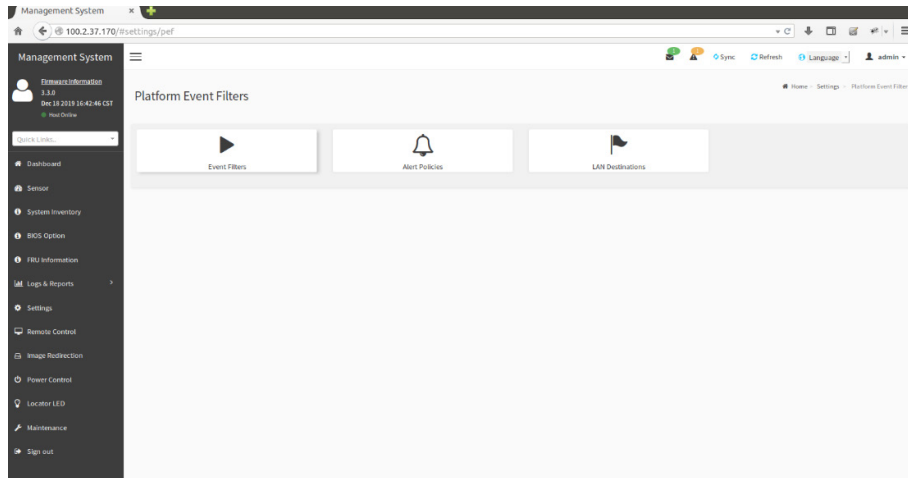 Management System
100.2.37.170/#settings/pef
Management System
Sync
Refresh
Language
admin
Firmware Information
3.3.0
Dec 18 2019 16:42:46 CST
Host Online
Home - Settings - Platform Event Filters
Platform Event Filters
Quick Links..
Event Filters
Alert Policies
LAN Destinations
Dashboard
Sensor
System Inventory
BIOS Option
FRU Information
Logs & Reports
Settings
Remote Control
Image Redirection
Power Control
Locator LED
Maintenance
Sign out